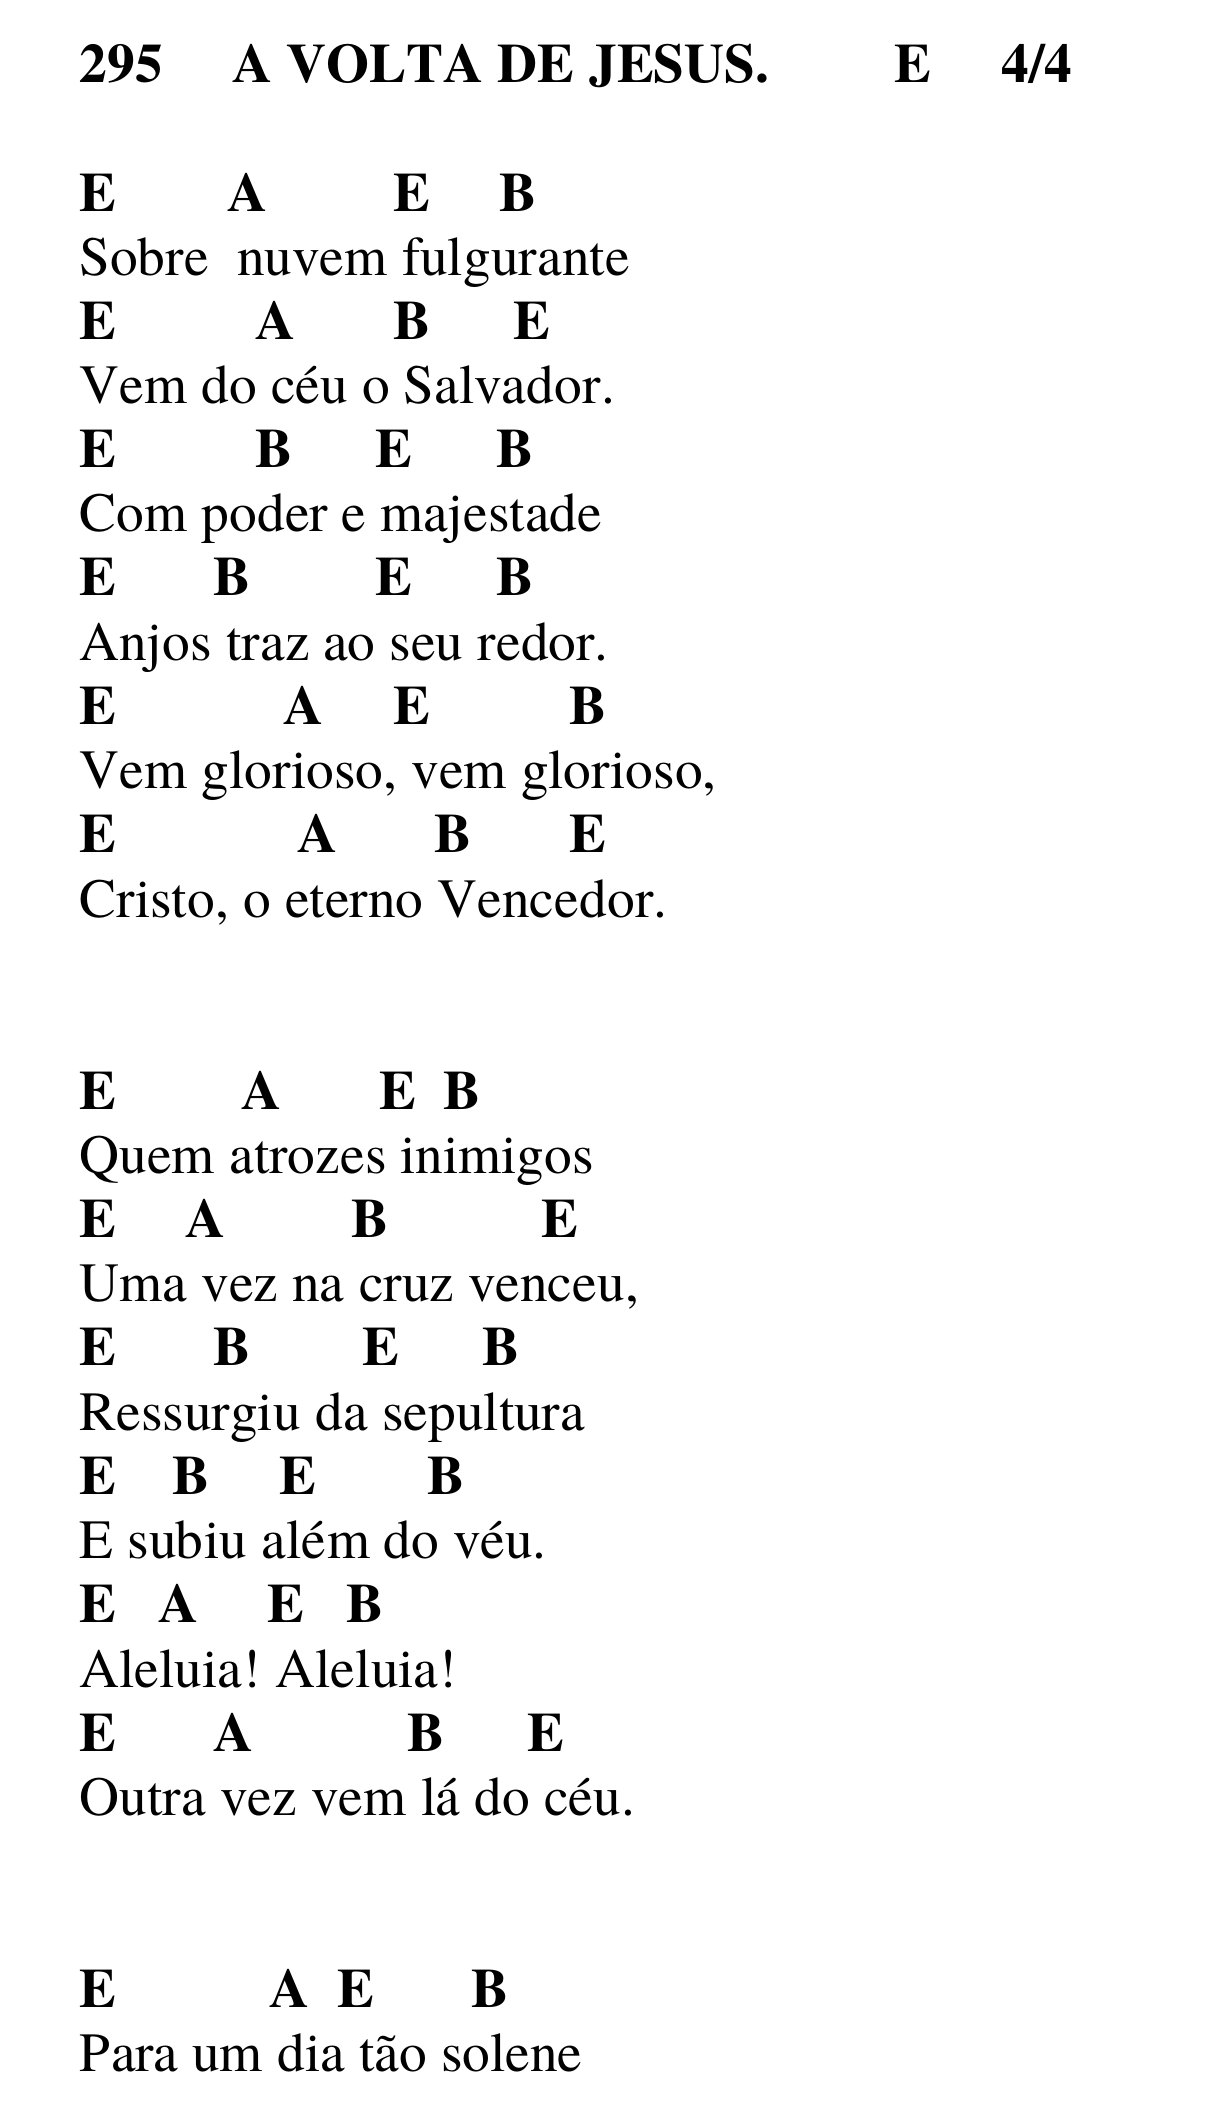 295 A VOLTA DE JESUS. E 4/4
E A E B
Sobre nuvem fulgurante
E A B E
Vem do céu o Salvador.
E B E B
Com poder e majestade
E B E B
Anjos traz ao seu redor.
E A E B
Vem glorioso, vem glorioso,
E A B E
Cristo, o eterno Vencedor.
E A E B
Quem atrozes inimigos
E A B E
Uma vez na cruz venceu,
E B E B
Ressurgiu da sepultura
E B E B
E subiu além do véu.
E A E B
Aleluia! Aleluia!
E A B E
Outra vez vem lá do céu.
E A E B
Para um dia tão solene